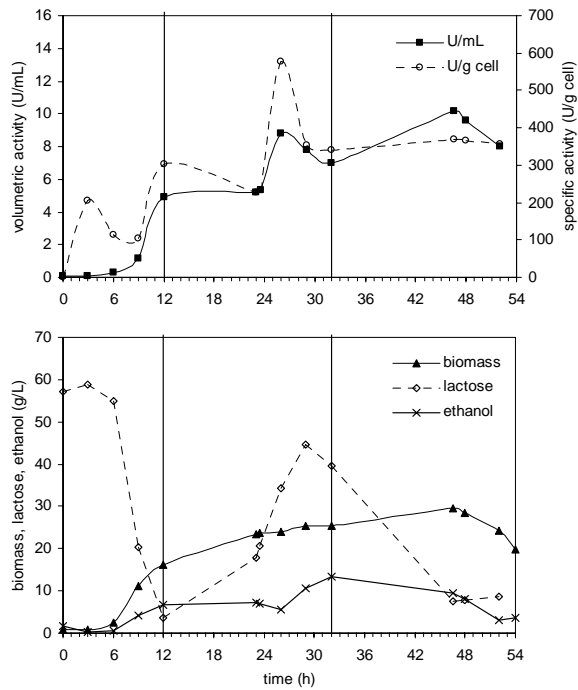 volumetric activity (U/mL)
16
14
12
10
8
6
4
2
0
0 6 12 18 24 30 36 42 48 54
700
600
500
400
300
200
100
0
specific activity (U/g cell)
U/mL
U/g cell
biomass, lactose, ethanol (g/L)
70
60
50
40
30
20
10
0
0 6 12 18 24 30 36 42 48 54
time (h)
biomass
lactose
ethanol